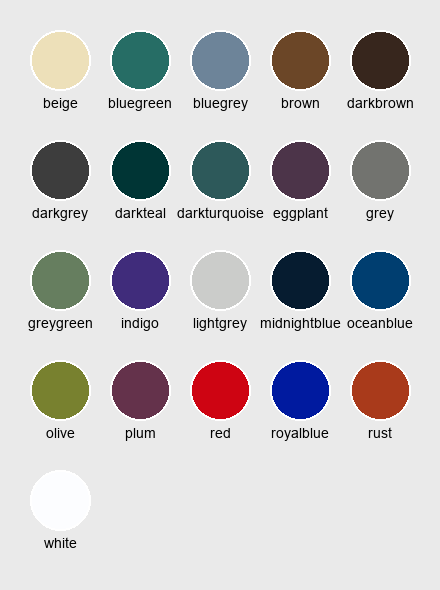 beige bluegreen bluegrey brown darkbrown
darkgrey darkteal darkturquoise eggplant grey
greygreen indigo lightgrey midnightblue oceanblue
olive plum red royalblue rust
white